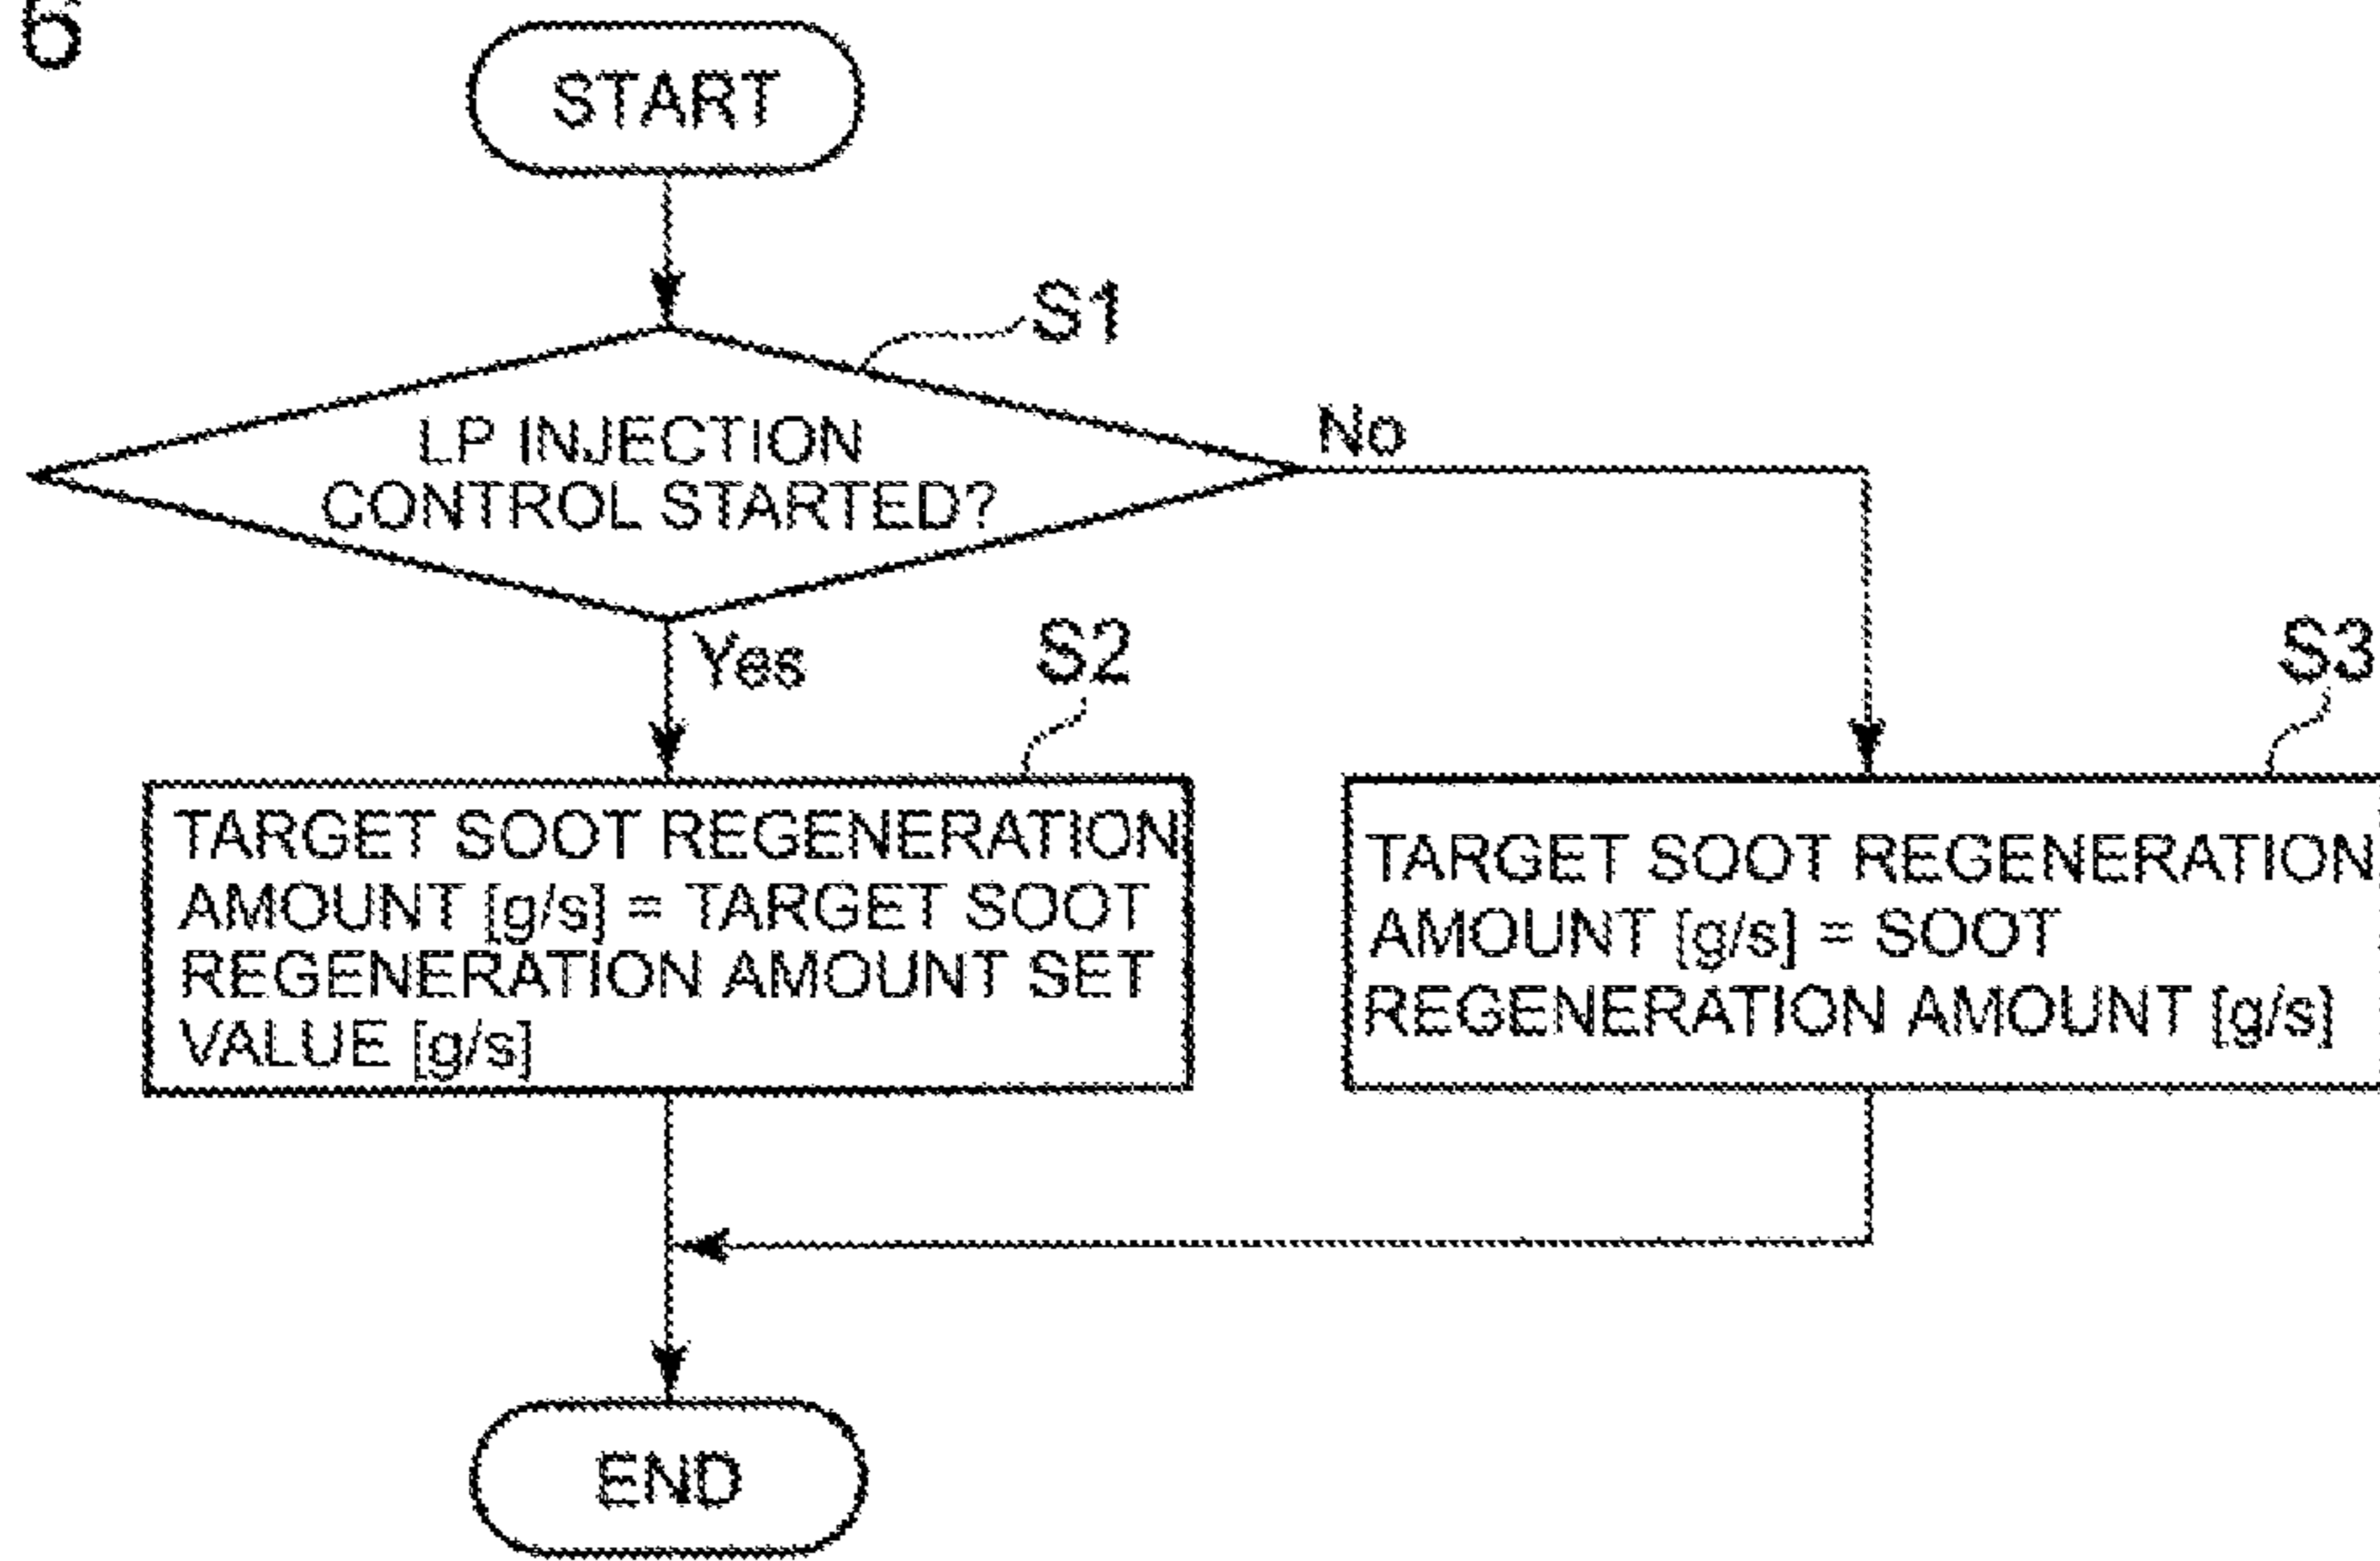 START
S1
LP INJECTION
CONTROL STARTED?
No
Yes
S2
S3
TARGET SOOT REGENERATION
AMOUNT [g/s] = TARGET SOOT
REGENERATION AMOUNT SET
VALUE [g/s]
TARGET SOOT REGENERATION
AMOUNT [g/s] = SOOT
REGENERATION AMOUNT [g/s]
END